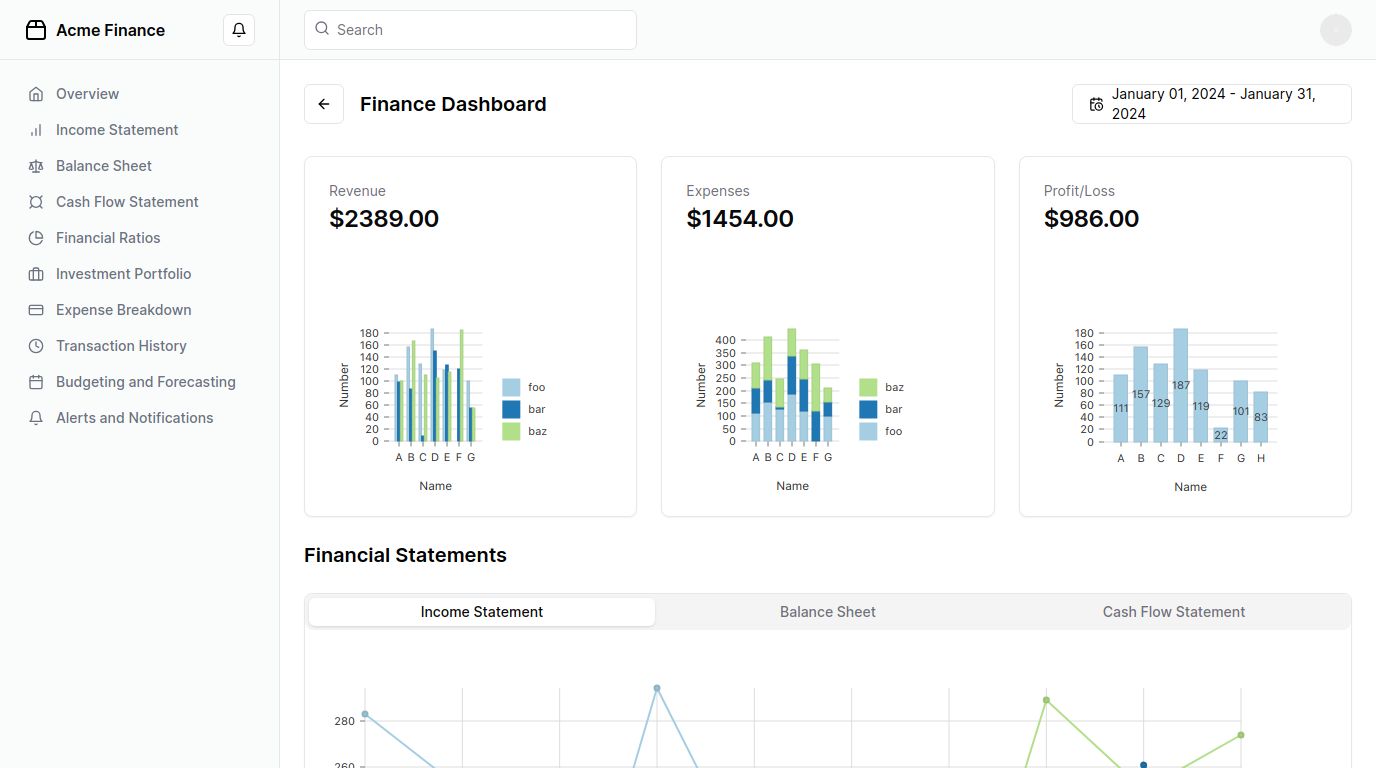 Acme Finance
Search
Overview
Income Statement
Balance Sheet
Cash Flow Statement
Financial Ratios
Investment Portfolio
Expense Breakdown
Transaction History
Budgeting and Forecasting
Alerts and Notifications
Finance Dashboard
January 01, 2024 - January 31,
2024
Revenue
$2389.00
180
160
140
120
100
80
60
40
20
0
Number
A B C D E F G
Name
foo
bar
baz
Expenses
$1454.00
400
350
300
250
200
150
100
50
0
Number
A B C D E F G
Name
baz
bar
foo
Profit/Loss
$986.00
180
160
140
120
100
80
60
40
20
0
Number
111 157 129 187 119 22 101 83
A B C D E F G H
Name
Financial Statements
Income Statement
Balance Sheet
Cash Flow Statement
280
260